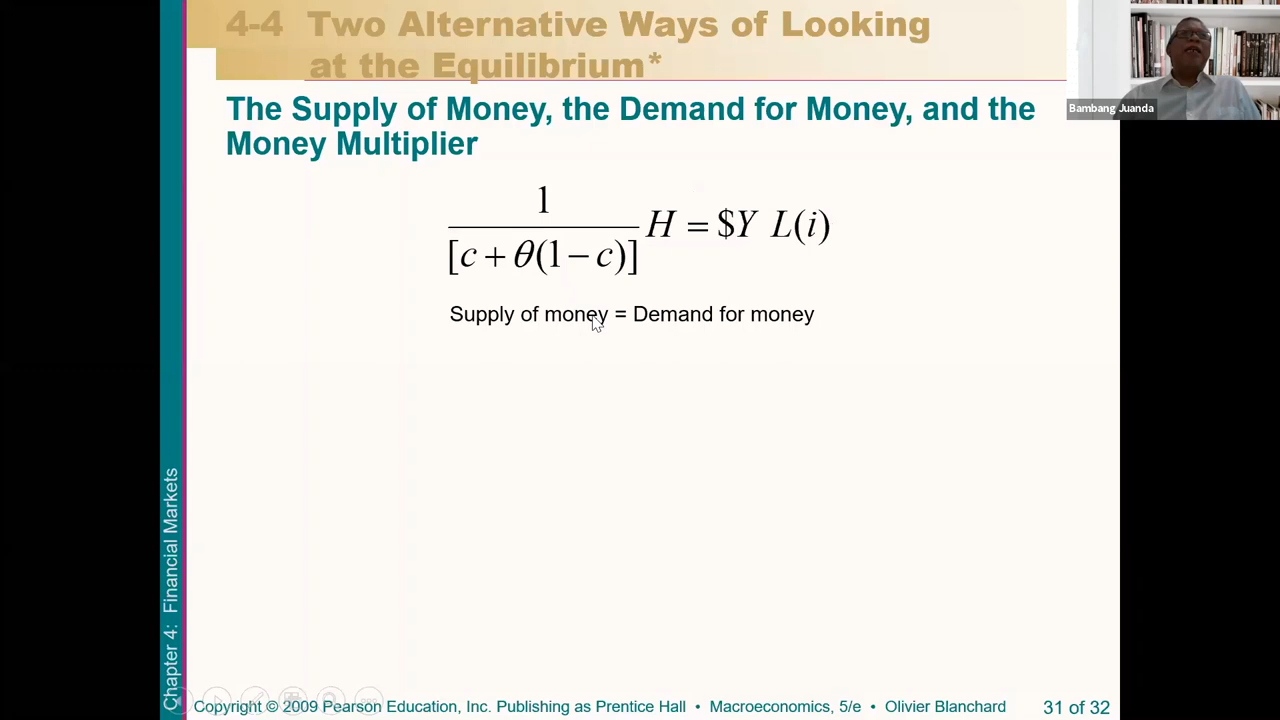 4-4 Two Alternative Ways of Looking
at the Equilibrium*
Bambang Juanda
The Supply of Money, the Demand for Money, and the
Money Multiplier
1
[c + θ(1 − c)]
H = $Y L(i)
Supply of money = Demand for money
Chapter 4: Financial Markets
Copyright © 2009 Pearson Education, Inc. Publishing as Prentice Hall • Macroeconomics, 5/e • Olivier Blanchard
31 of 32